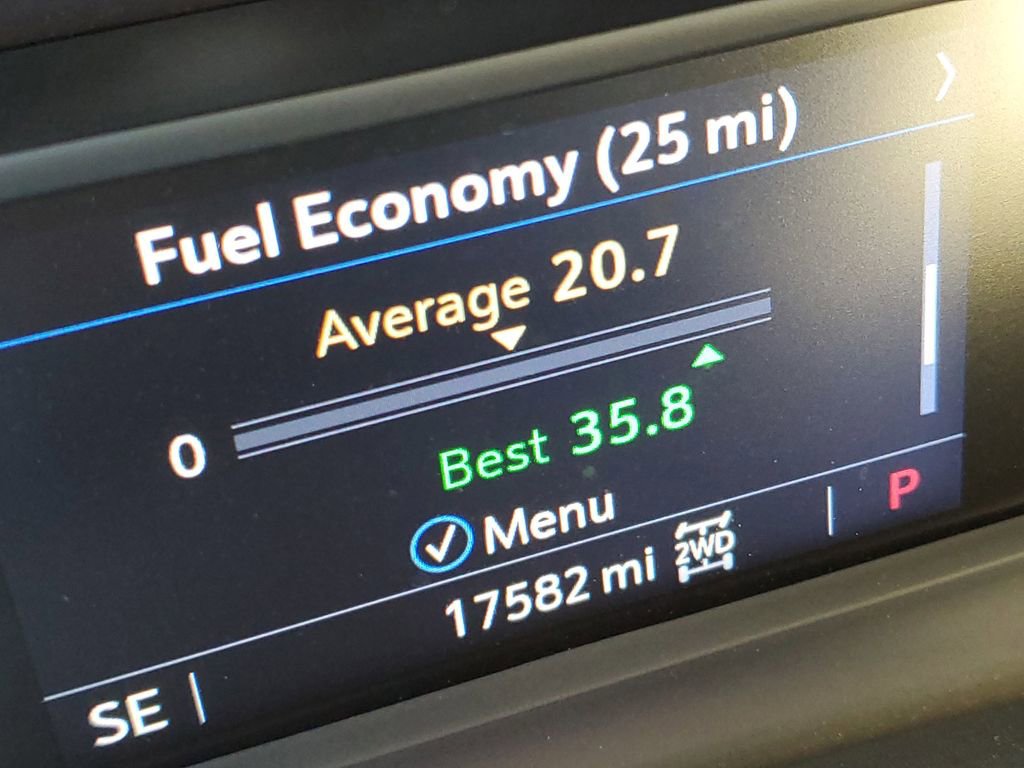 Fuel Economy (25 mi)
Average 20.7
0
Best 35.8
Menu
17582 mi 2WD P
SE